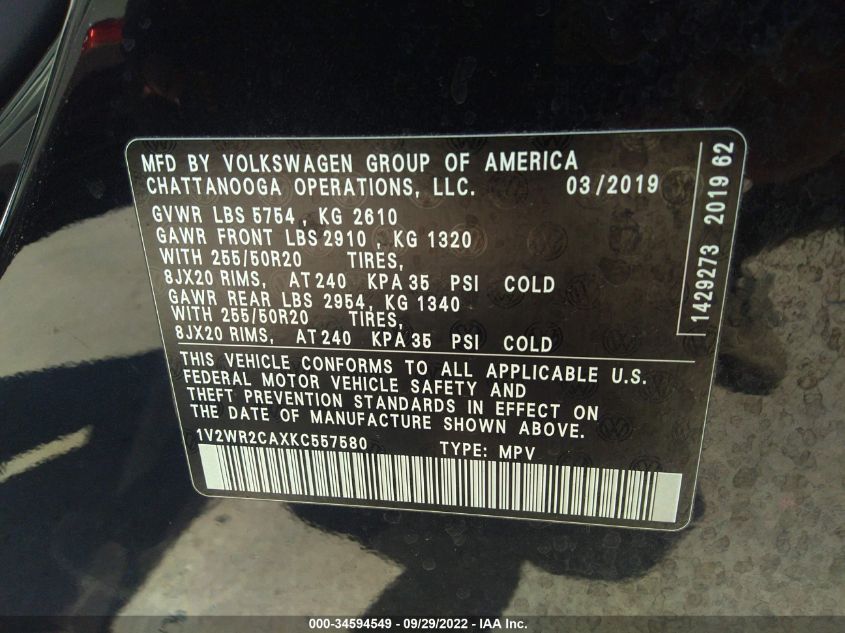 MFD BY VOLKSWAGEN GROUP OF AMERICA
CHATTANOOGA OPERATIONS, LLC. 03/2019
GVWR LBS 5754, KG 2610
GAWR FRONT LBS 2910, KG 1320
WITH 255/50R20 TIRES,
8JX20 RIMS, AT 240 KPA 35 PSI COLD
GAWR REAR LBS 2954, KG 1340
WITH 255/50R20 TIRES,
8JX20 RIMS, AT 240 KPA 35 PSI COLD
THIS VEHICLE CONFORMS TO ALL APPLICABLE U.S.
FEDERAL MOTOR VEHICLE SAFETY AND
THEFT PREVENTION STANDARDS IN EFFECT ON
THE DATE OF MANUFACTURE SHOWN ABOVE.
1V2WR2CAXKC557580 TYPE: MPV
1429273 2019 62
000-34594549 - 09/29/2022 - IAA Inc.